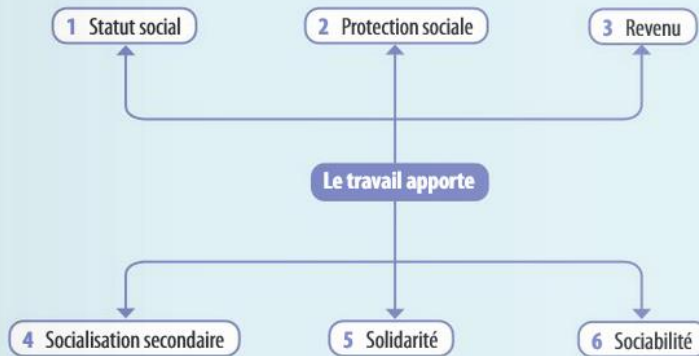 1 Statut social
2 Protection sociale
3 Revenu
Le travail apporte
4 Socialisation secondaire
5 Solidarité
6 Sociabilité